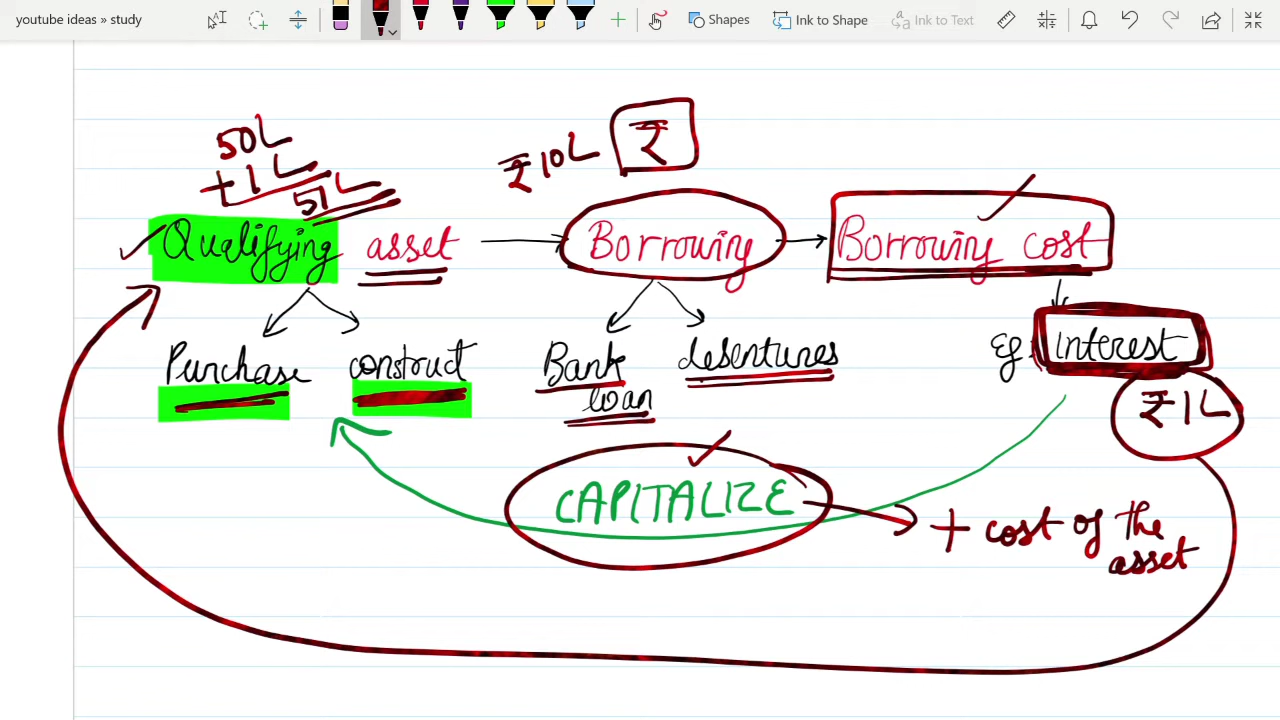 youtube ideas » study
Shapes
Ink to Shape
Ink to Text
50L
+ 1L
51L
₹10L
₹
Qualifying asset
Borrowing
Borrowing cost
Purchase
construct
Bank
loan
desentures
Eg:
interest
₹1L
CAPITALIZE
+ cost of the
asset